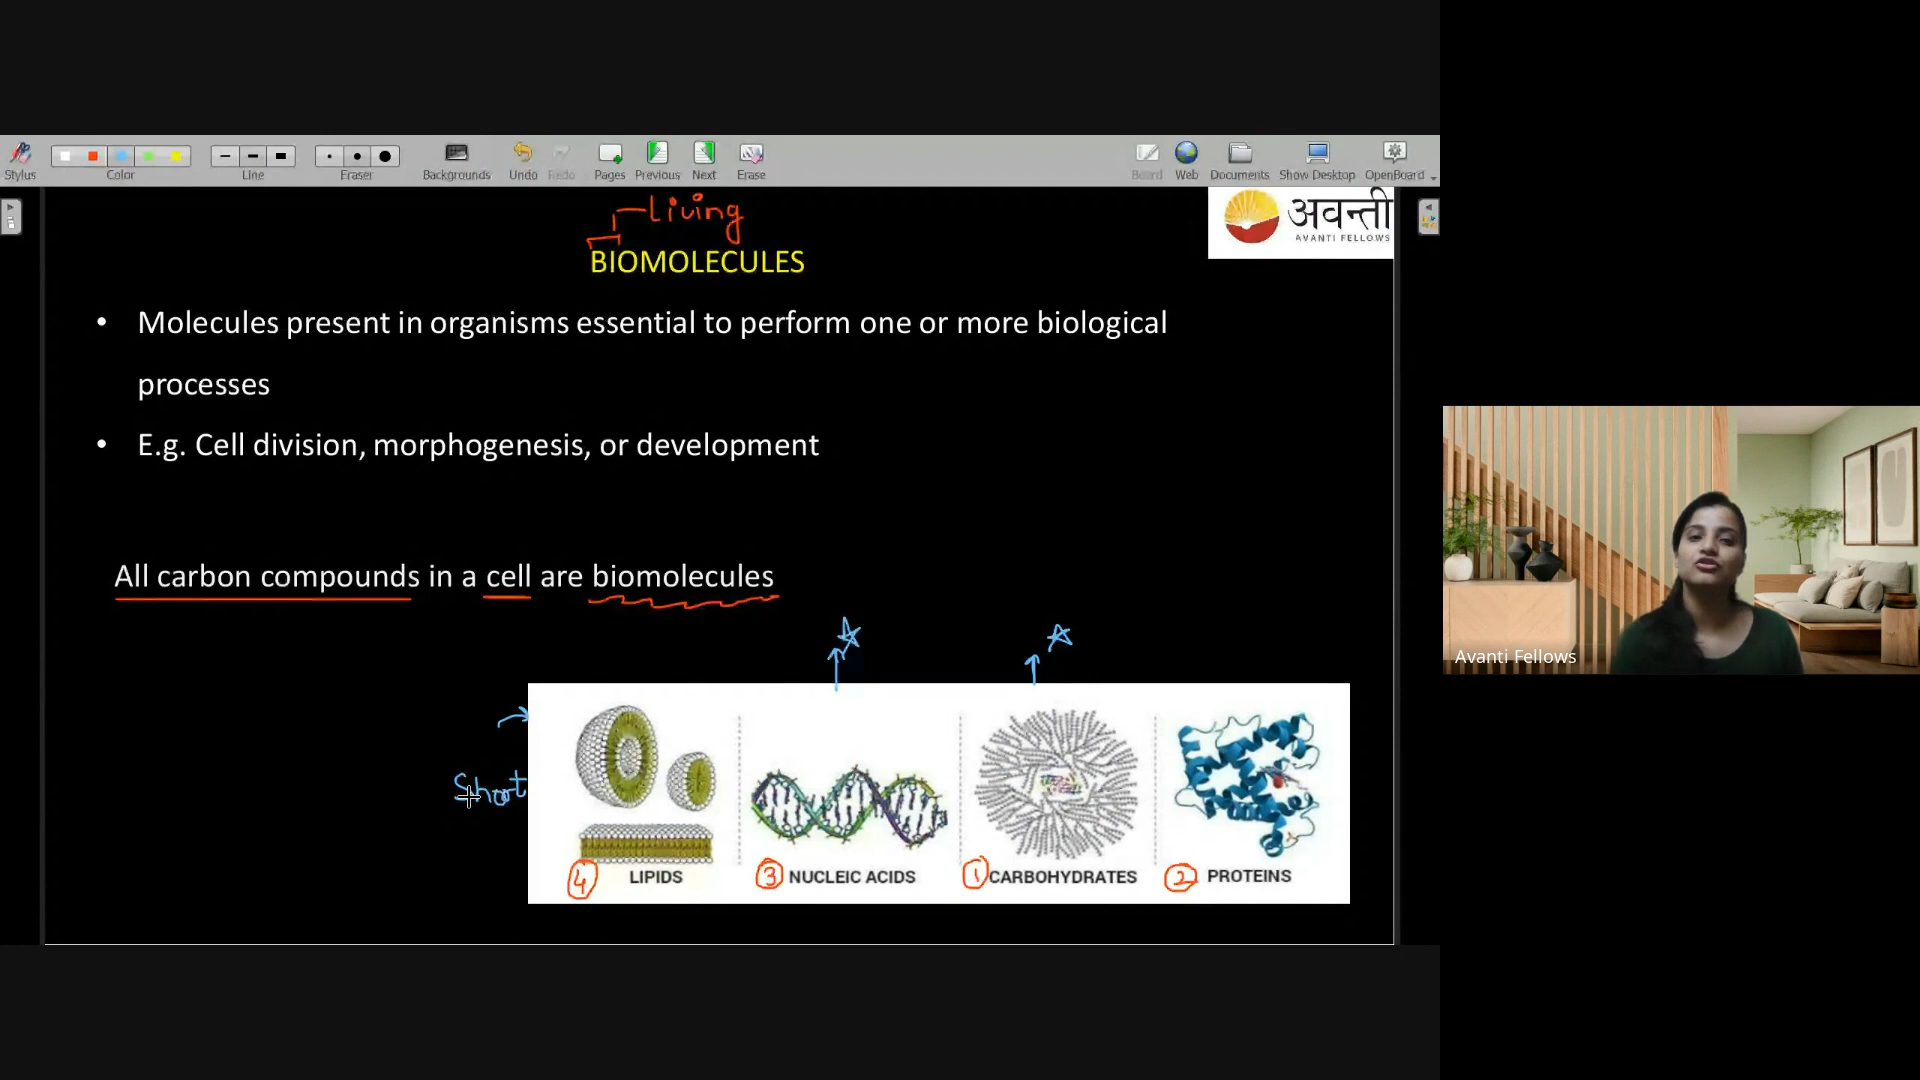 Stylus
Color
Line
Eraser
Backgrounds
Undo
Redo
Pages
Previous
Next
Erase
Board
Web
Documents
Show Desktop
OpenBoard
Living
BIOMOLECULES
अवन्ती
AVANTI FELLOWS
• Molecules present in organisms essential to perform one or more biological
processes
• E.g. Cell division, morphogenesis, or development
All carbon compounds in a cell are biomolecules
Short
4 LIPIDS
3 NUCLEIC ACIDS
1 CARBOHYDRATES
2 PROTEINS
Avanti Fellows